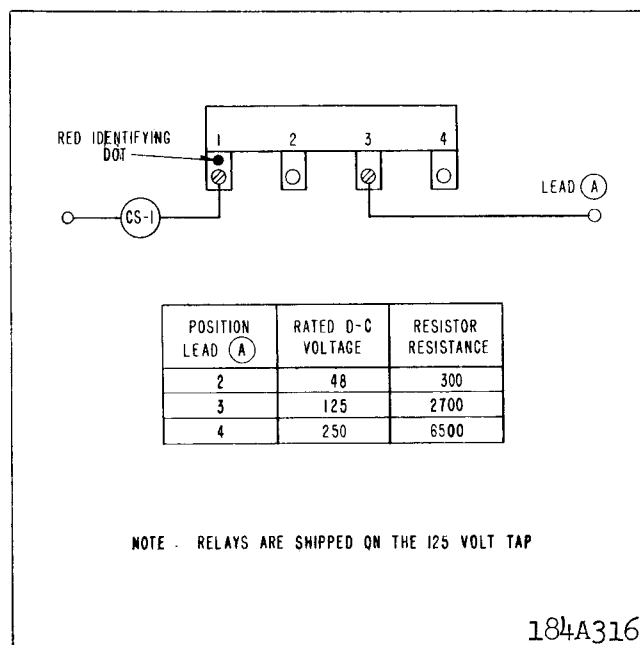 RED IDENTIFYING
DOT
1 2 3 4
LEAD A
CS-1
POSITION LEAD A | RATED D-C VOLTAGE | RESISTOR RESISTANCE
2 | 48 | 300
3 | 125 | 2700
4 | 250 | 6500
NOTE - RELAYS ARE SHIPPED ON THE 125 VOLT TAP
184A316